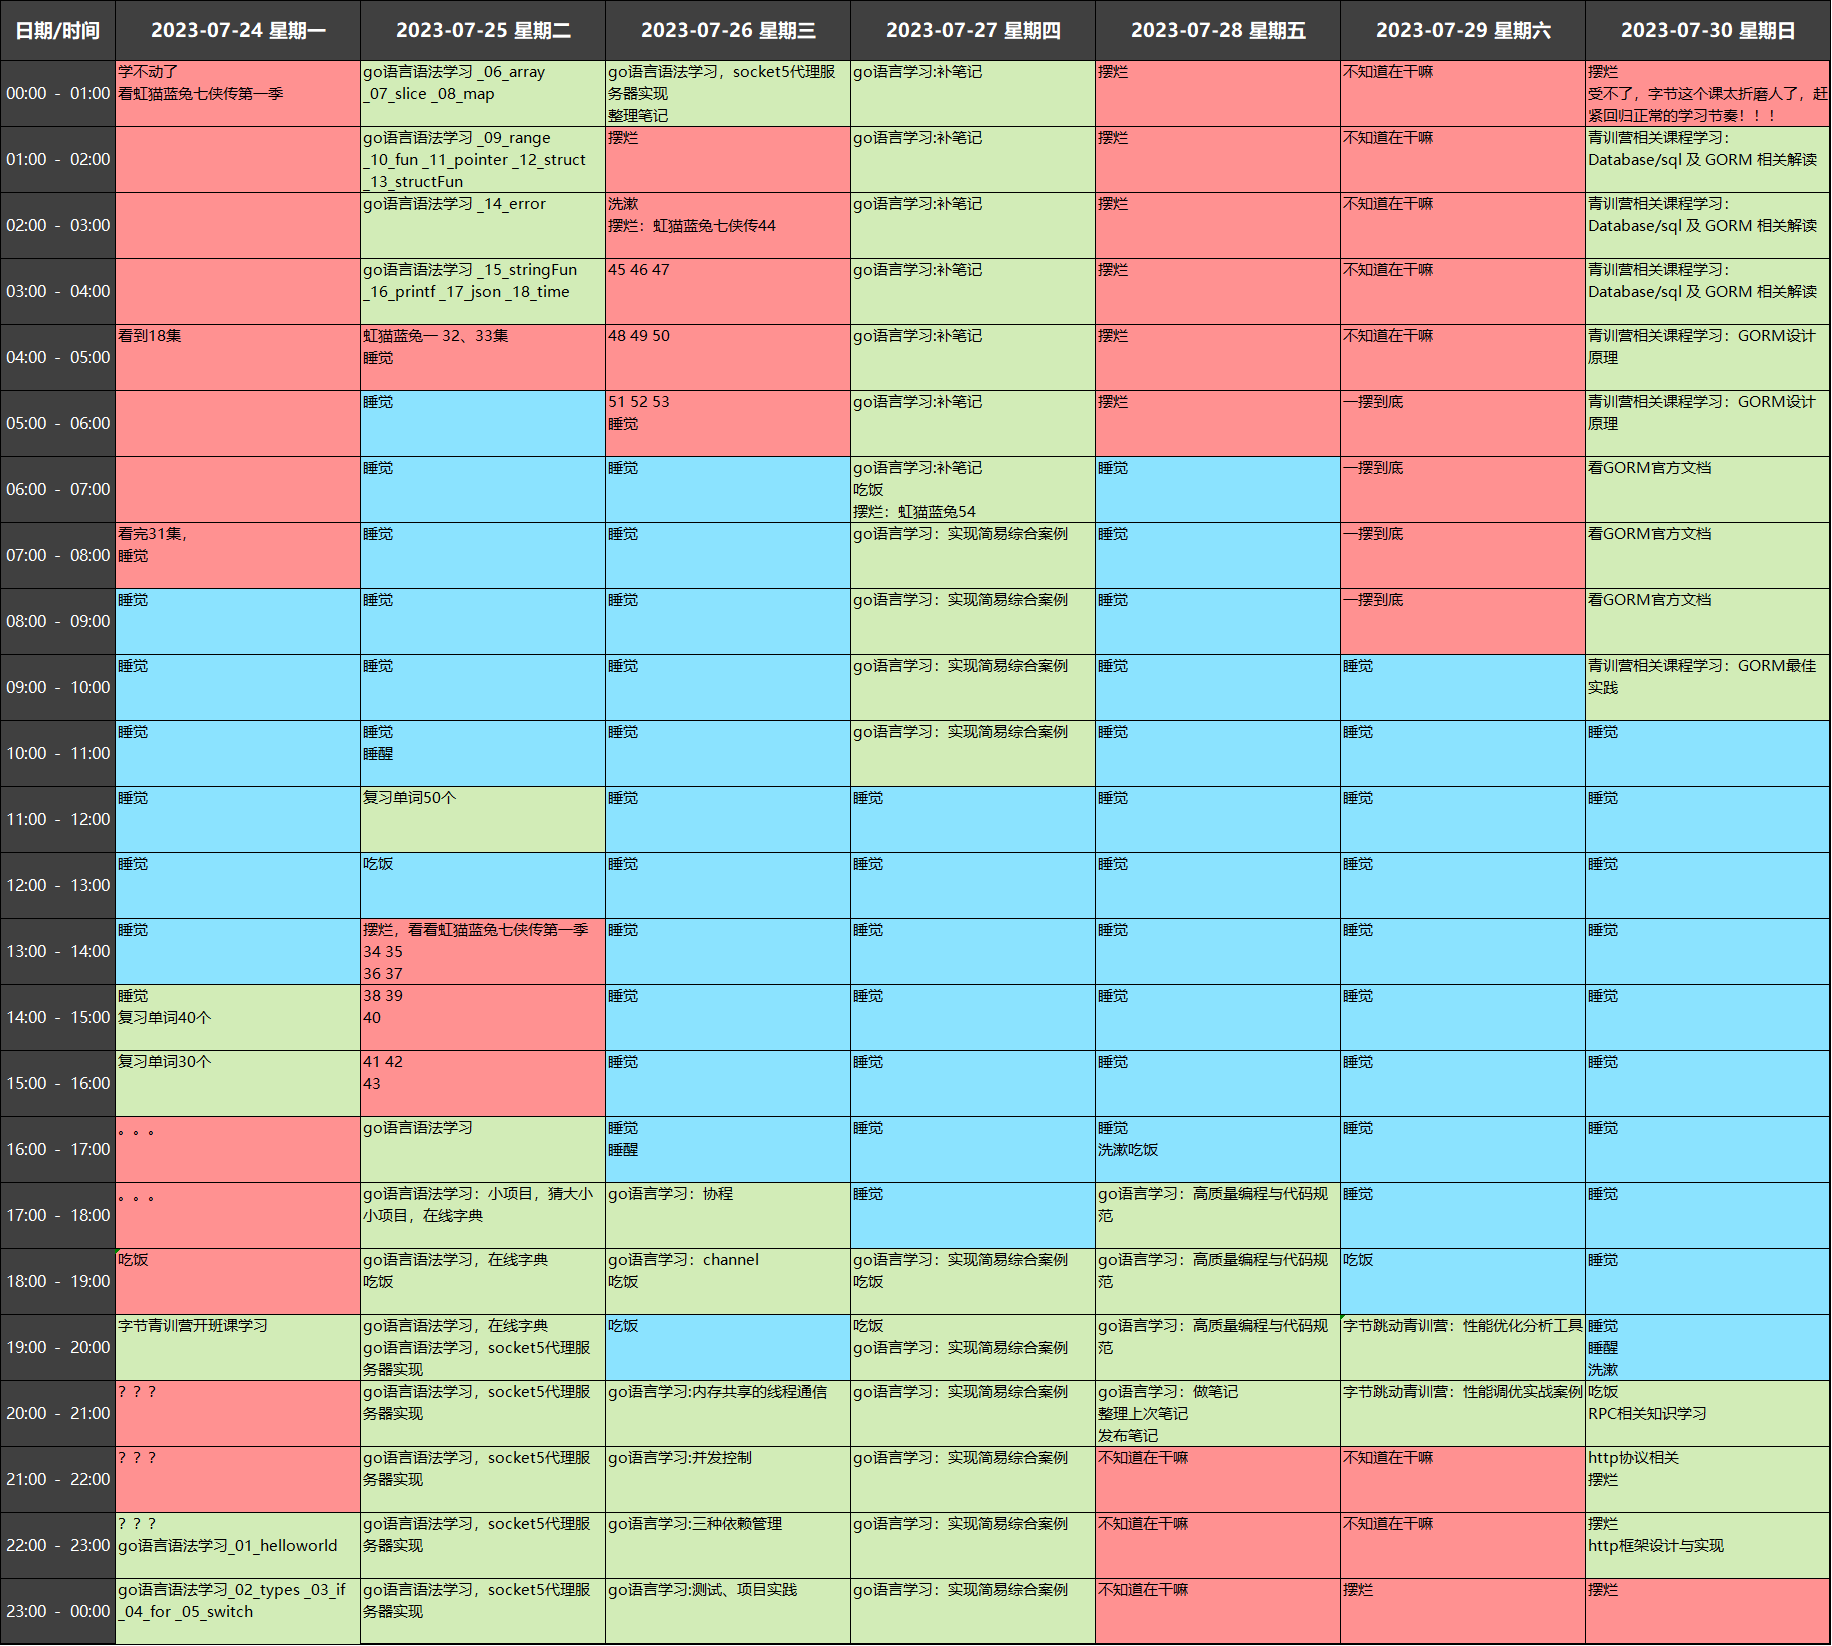 日期/时间 2023-07-24 星期一 2023-07-25 星期二 2023-07-26 星期三 2023-07-27 星期四 2023-07-28 星期五 2023-07-29 星期六 2023-07-30 星期日
00:00 - 01:00
学不动了
看虹猫蓝兔七侠传第一季
go语言语法学习 _06_array
_07_slice _08_map
go语言语法学习，socket5代理服
务器实现
整理笔记
go语言学习:补笔记
摆烂
不知道在干嘛
摆烂
受不了，字节这个课太折磨人了，赶
紧回归正常的学习节奏！！！
01:00 - 02:00
go语言语法学习 _09_range
_10_fun _11_pointer _12_struct
_13_structFun
摆烂
go语言学习:补笔记
摆烂
不知道在干嘛
青训营相关课程学习：
Database/sql 及 GORM 相关解读
02:00 - 03:00
go语言语法学习 _14_error
洗漱
摆烂：虹猫蓝兔七侠传44
go语言学习:补笔记
摆烂
不知道在干嘛
青训营相关课程学习：
Database/sql 及 GORM 相关解读
03:00 - 04:00
go语言语法学习 _15_stringFun
_16_printf _17_json _18_time
45 46 47
go语言学习:补笔记
摆烂
不知道在干嘛
青训营相关课程学习：
Database/sql 及 GORM 相关解读
04:00 - 05:00
看到18集
虹猫蓝兔一 32、33集
睡觉
48 49 50
go语言学习:补笔记
摆烂
不知道在干嘛
青训营相关课程学习：GORM设计
原理
05:00 - 06:00
睡觉
51 52 53
睡觉
go语言学习:补笔记
摆烂
一摆到底
青训营相关课程学习：GORM设计
原理
06:00 - 07:00
睡觉
睡觉
go语言学习:补笔记
吃饭
摆烂：虹猫蓝兔54
睡觉
一摆到底
看GORM官方文档
07:00 - 08:00
看完31集，
睡觉
睡觉
睡觉
go语言学习：实现简易综合案例
睡觉
一摆到底
看GORM官方文档
08:00 - 09:00
睡觉
睡觉
睡觉
go语言学习：实现简易综合案例
睡觉
一摆到底
看GORM官方文档
09:00 - 10:00
睡觉
睡觉
睡觉
go语言学习：实现简易综合案例
睡觉
睡觉
青训营相关课程学习：GORM最佳
实践
10:00 - 11:00
睡觉
睡觉
睡醒
睡觉
go语言学习：实现简易综合案例
睡觉
睡觉
睡觉
11:00 - 12:00
睡觉
复习单词50个
睡觉
睡觉
睡觉
睡觉
睡觉
12:00 - 13:00
睡觉
吃饭
睡觉
睡觉
睡觉
睡觉
睡觉
13:00 - 14:00
睡觉
摆烂，看看虹猫蓝兔七侠传第一季
34 35
36 37
睡觉
睡觉
睡觉
睡觉
睡觉
14:00 - 15:00
睡觉
复习单词40个
38 39
40
睡觉
睡觉
睡觉
睡觉
睡觉
15:00 - 16:00
复习单词30个
41 42
43
睡觉
睡觉
睡觉
睡觉
睡觉
16:00 - 17:00
。。。
go语言语法学习
睡觉
睡醒
睡觉
睡觉
洗漱吃饭
睡觉
睡觉
17:00 - 18:00
。。。
go语言语法学习：小项目，猜大小
小项目，在线字典
go语言学习：协程
睡觉
go语言学习：高质量编程与代码规
范
睡觉
睡觉
18:00 - 19:00
吃饭
go语言语法学习，在线字典
吃饭
go语言学习：channel
吃饭
go语言学习：实现简易综合案例
吃饭
go语言学习：高质量编程与代码规
范
吃饭
睡觉
19:00 - 20:00
字节青训营开班课学习
go语言语法学习，在线字典
go语言语法学习，socket5代理服
务器实现
吃饭
吃饭
go语言学习：实现简易综合案例
go语言学习：高质量编程与代码规
范
字节跳动青训营：性能优化分析工具
睡觉
睡醒
洗漱
20:00 - 21:00
？？？
go语言语法学习，socket5代理服
务器实现
go语言学习:内存共享的线程通信
go语言学习：实现简易综合案例
go语言学习：做笔记
整理上次笔记
发布笔记
字节跳动青训营：性能调优实战案例
吃饭
RPC相关知识学习
21:00 - 22:00
？？？
go语言语法学习，socket5代理服
务器实现
go语言学习:并发控制
go语言学习：实现简易综合案例
不知道在干嘛
不知道在干嘛
http协议相关
摆烂
22:00 - 23:00
？？？
go语言语法学习_01_helloworld
go语言语法学习，socket5代理服
务器实现
go语言学习:三种依赖管理
go语言学习：实现简易综合案例
不知道在干嘛
不知道在干嘛
摆烂
http框架设计与实现
23:00 - 00:00
go语言语法学习_02_types _03_if
_04_for _05_switch
go语言语法学习，socket5代理服
务器实现
go语言学习:测试、项目实践
go语言学习：实现简易综合案例
不知道在干嘛
摆烂
摆烂